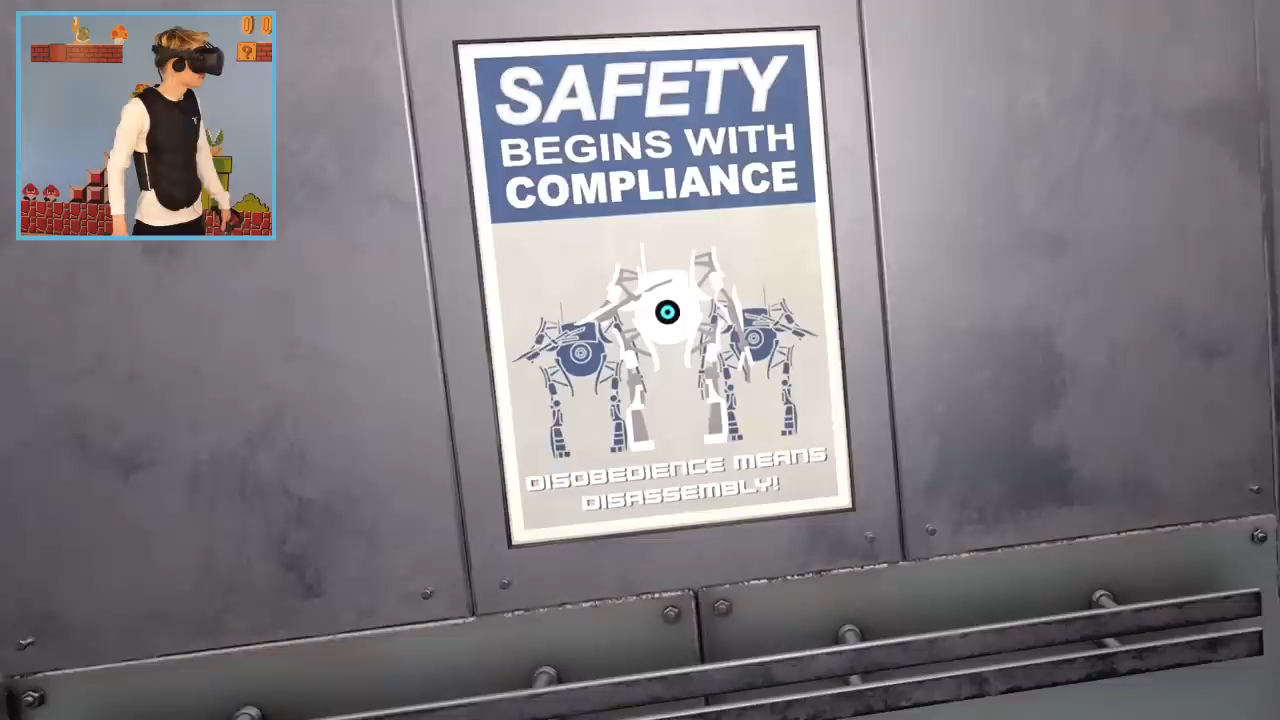 SAFETY
BEGINS WITH
COMPLIANCE
DISOBEDIENCE MEANS
DISASSEMBLY!